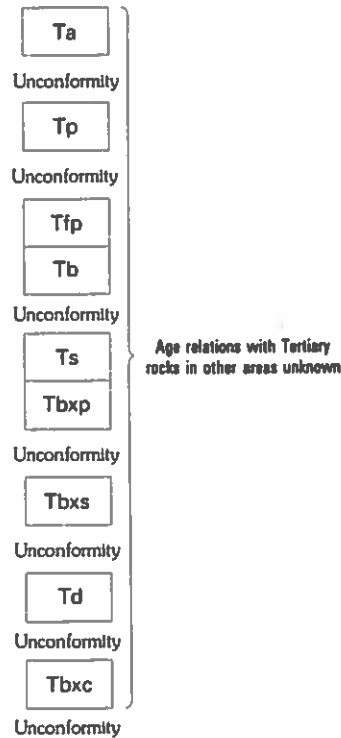 Ta
Unconformity
Tp
Unconformity
Tfp
Tb
Unconformity
Ts
Tbxp
Age relations with Tertiary
rocks in other areas unknown
Unconformity
Tbxs
Unconformity
Td
Unconformity
Tbxc
Unconformity